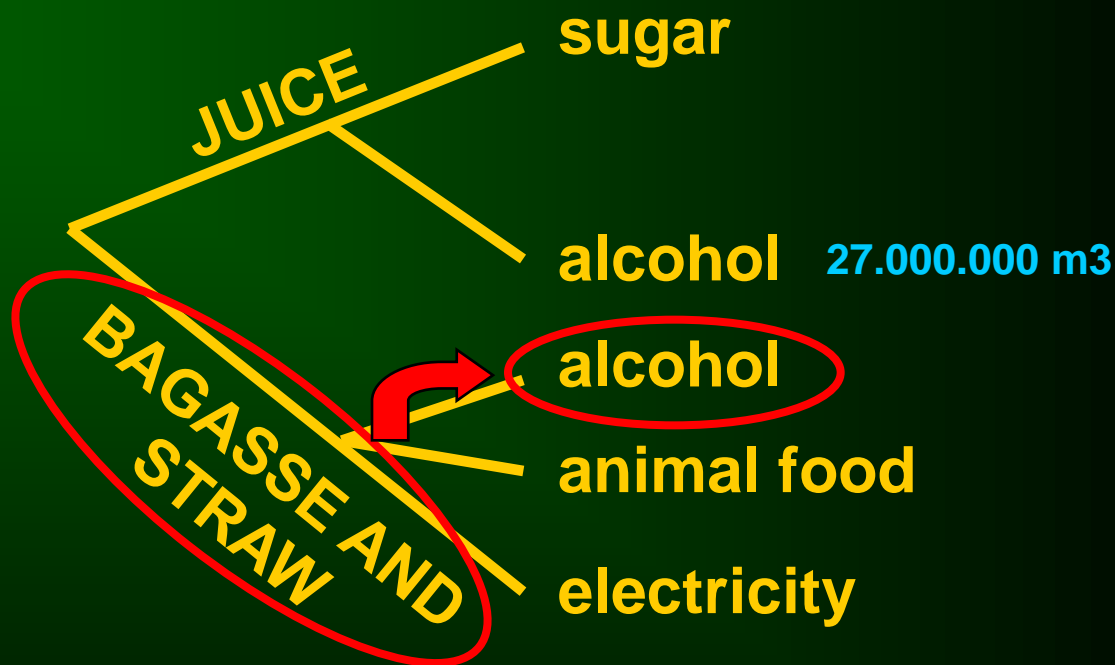 sugar
JUICE
alcohol 27.000.000 m3
alcohol
BAGASSE AND
STRAW
animal food
electricity